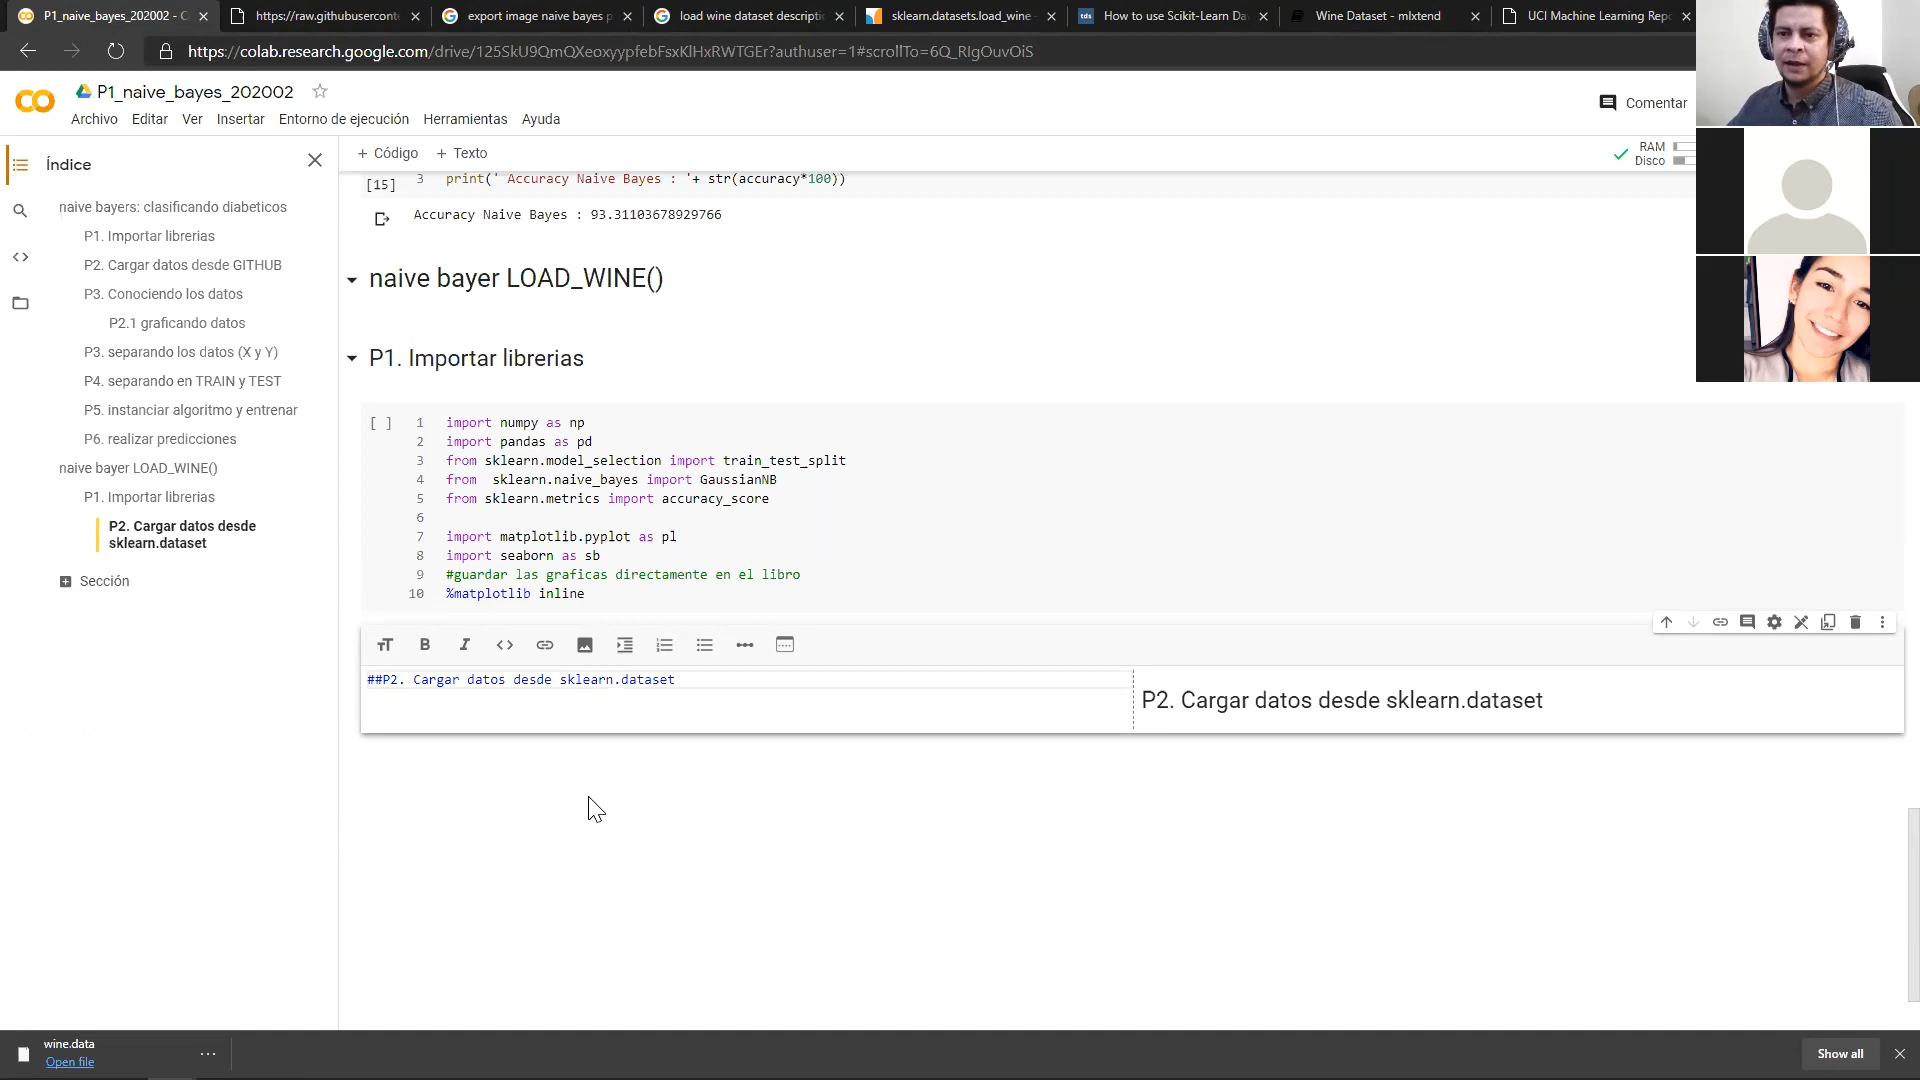 P1_naive_bayes_202002 - C
https://raw.githubuserconte
export image naive bayes p
load wine dataset descripti
sklearn.datasets.load_wine -
How to use Scikit-Learn Da
Wine Dataset - mlxtend
UCI Machine Learning Rep
https://colab.research.google.com/drive/125SkU9QmQXeoxyypfebFsxKlHxRWTGEr?authuser=1#scrollTo=6Q_RIgOuvOiS
P1_naive_bayes_202002
Comentar
Archivo Editar Ver Insertar Entorno de ejecución Herramientas Ayuda
+ Código + Texto
RAM
Disco
Índice
naive bayers: clasificando diabeticos
P1. Importar librerias
P2. Cargar datos desde GITHUB
P3. Conociendo los datos
P2.1 graficando datos
P3. separando los datos (X y Y)
P4. separando en TRAIN y TEST
P5. instanciar algoritmo y entrenar
P6. realizar predicciones
naive bayer LOAD_WINE()
P1. Importar librerias
P2. Cargar datos desde
sklearn.dataset
Sección
[15] 3 print(' Accuracy Naive Bayes : '+ str(accuracy*100))
Accuracy Naive Bayes : 93.31103678929766
naive bayer LOAD_WINE()
P1. Importar librerias
[ ] 1 import numpy as np
2 import pandas as pd
3 from sklearn.model_selection import train_test_split
4 from  sklearn.naive_bayes import GaussianNB
5 from sklearn.metrics import accuracy_score
6
7 import matplotlib.pyplot as pl
8 import seaborn as sb
9 #guardar las graficas directamente en el libro
10 %matplotlib inline
##P2. Cargar datos desde sklearn.dataset
P2. Cargar datos desde sklearn.dataset
wine.data
Open file
Show all